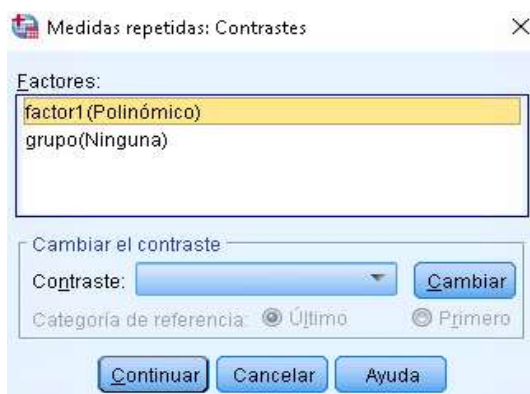 Medidas repetidas: Contrastes
Factores:
factor1(Polinómico)
grupo(Ninguna)
Cambiar el contraste
Contraste:
Cambiar
Categoría de referencia: Último Primero
Continuar Cancelar Ayuda